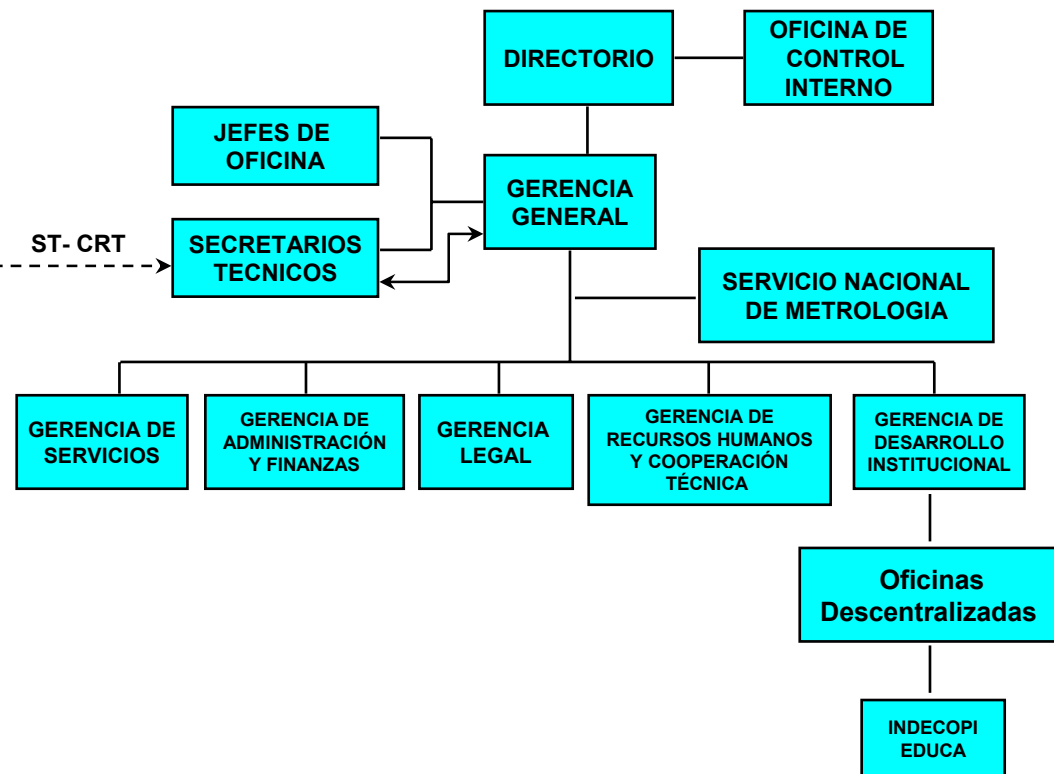 DIRECTORIO
OFICINA DE
CONTROL
INTERNO
JEFES DE
OFICINA
GERENCIA
GENERAL
ST- CRT
SECRETARIOS
TECNICOS
SERVICIO NACIONAL
DE METROLOGIA
GERENCIA DE
SERVICIOS
GERENCIA DE
ADMINISTRACIÓN
Y FINANZAS
GERENCIA
LEGAL
GERENCIA DE
RECURSOS HUMANOS
Y COOPERACIÓN
TÉCNICA
GERENCIA DE
DESARROLLO
INSTITUCIONAL
Oficinas
Descentralizadas
INDECOPI
EDUCA